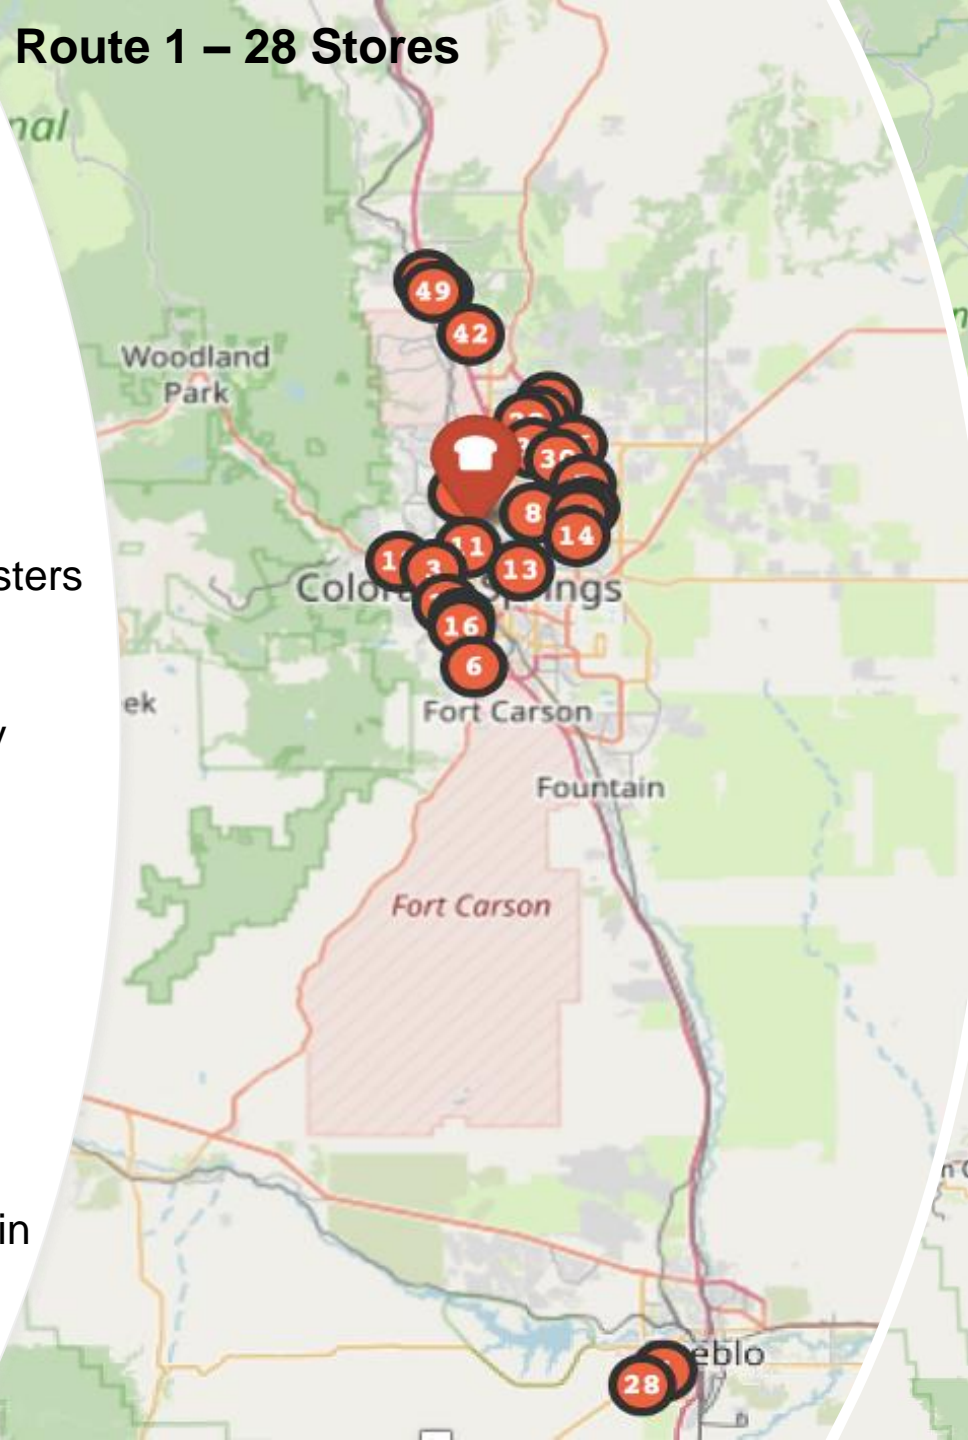 Route 1 – 28 Stores
nal
49
42
Woodland
Park
30
8
14
11
3
13
sters
16
6
ek
Fort Carson
Fountain
Fort Carson
in
eblo
28